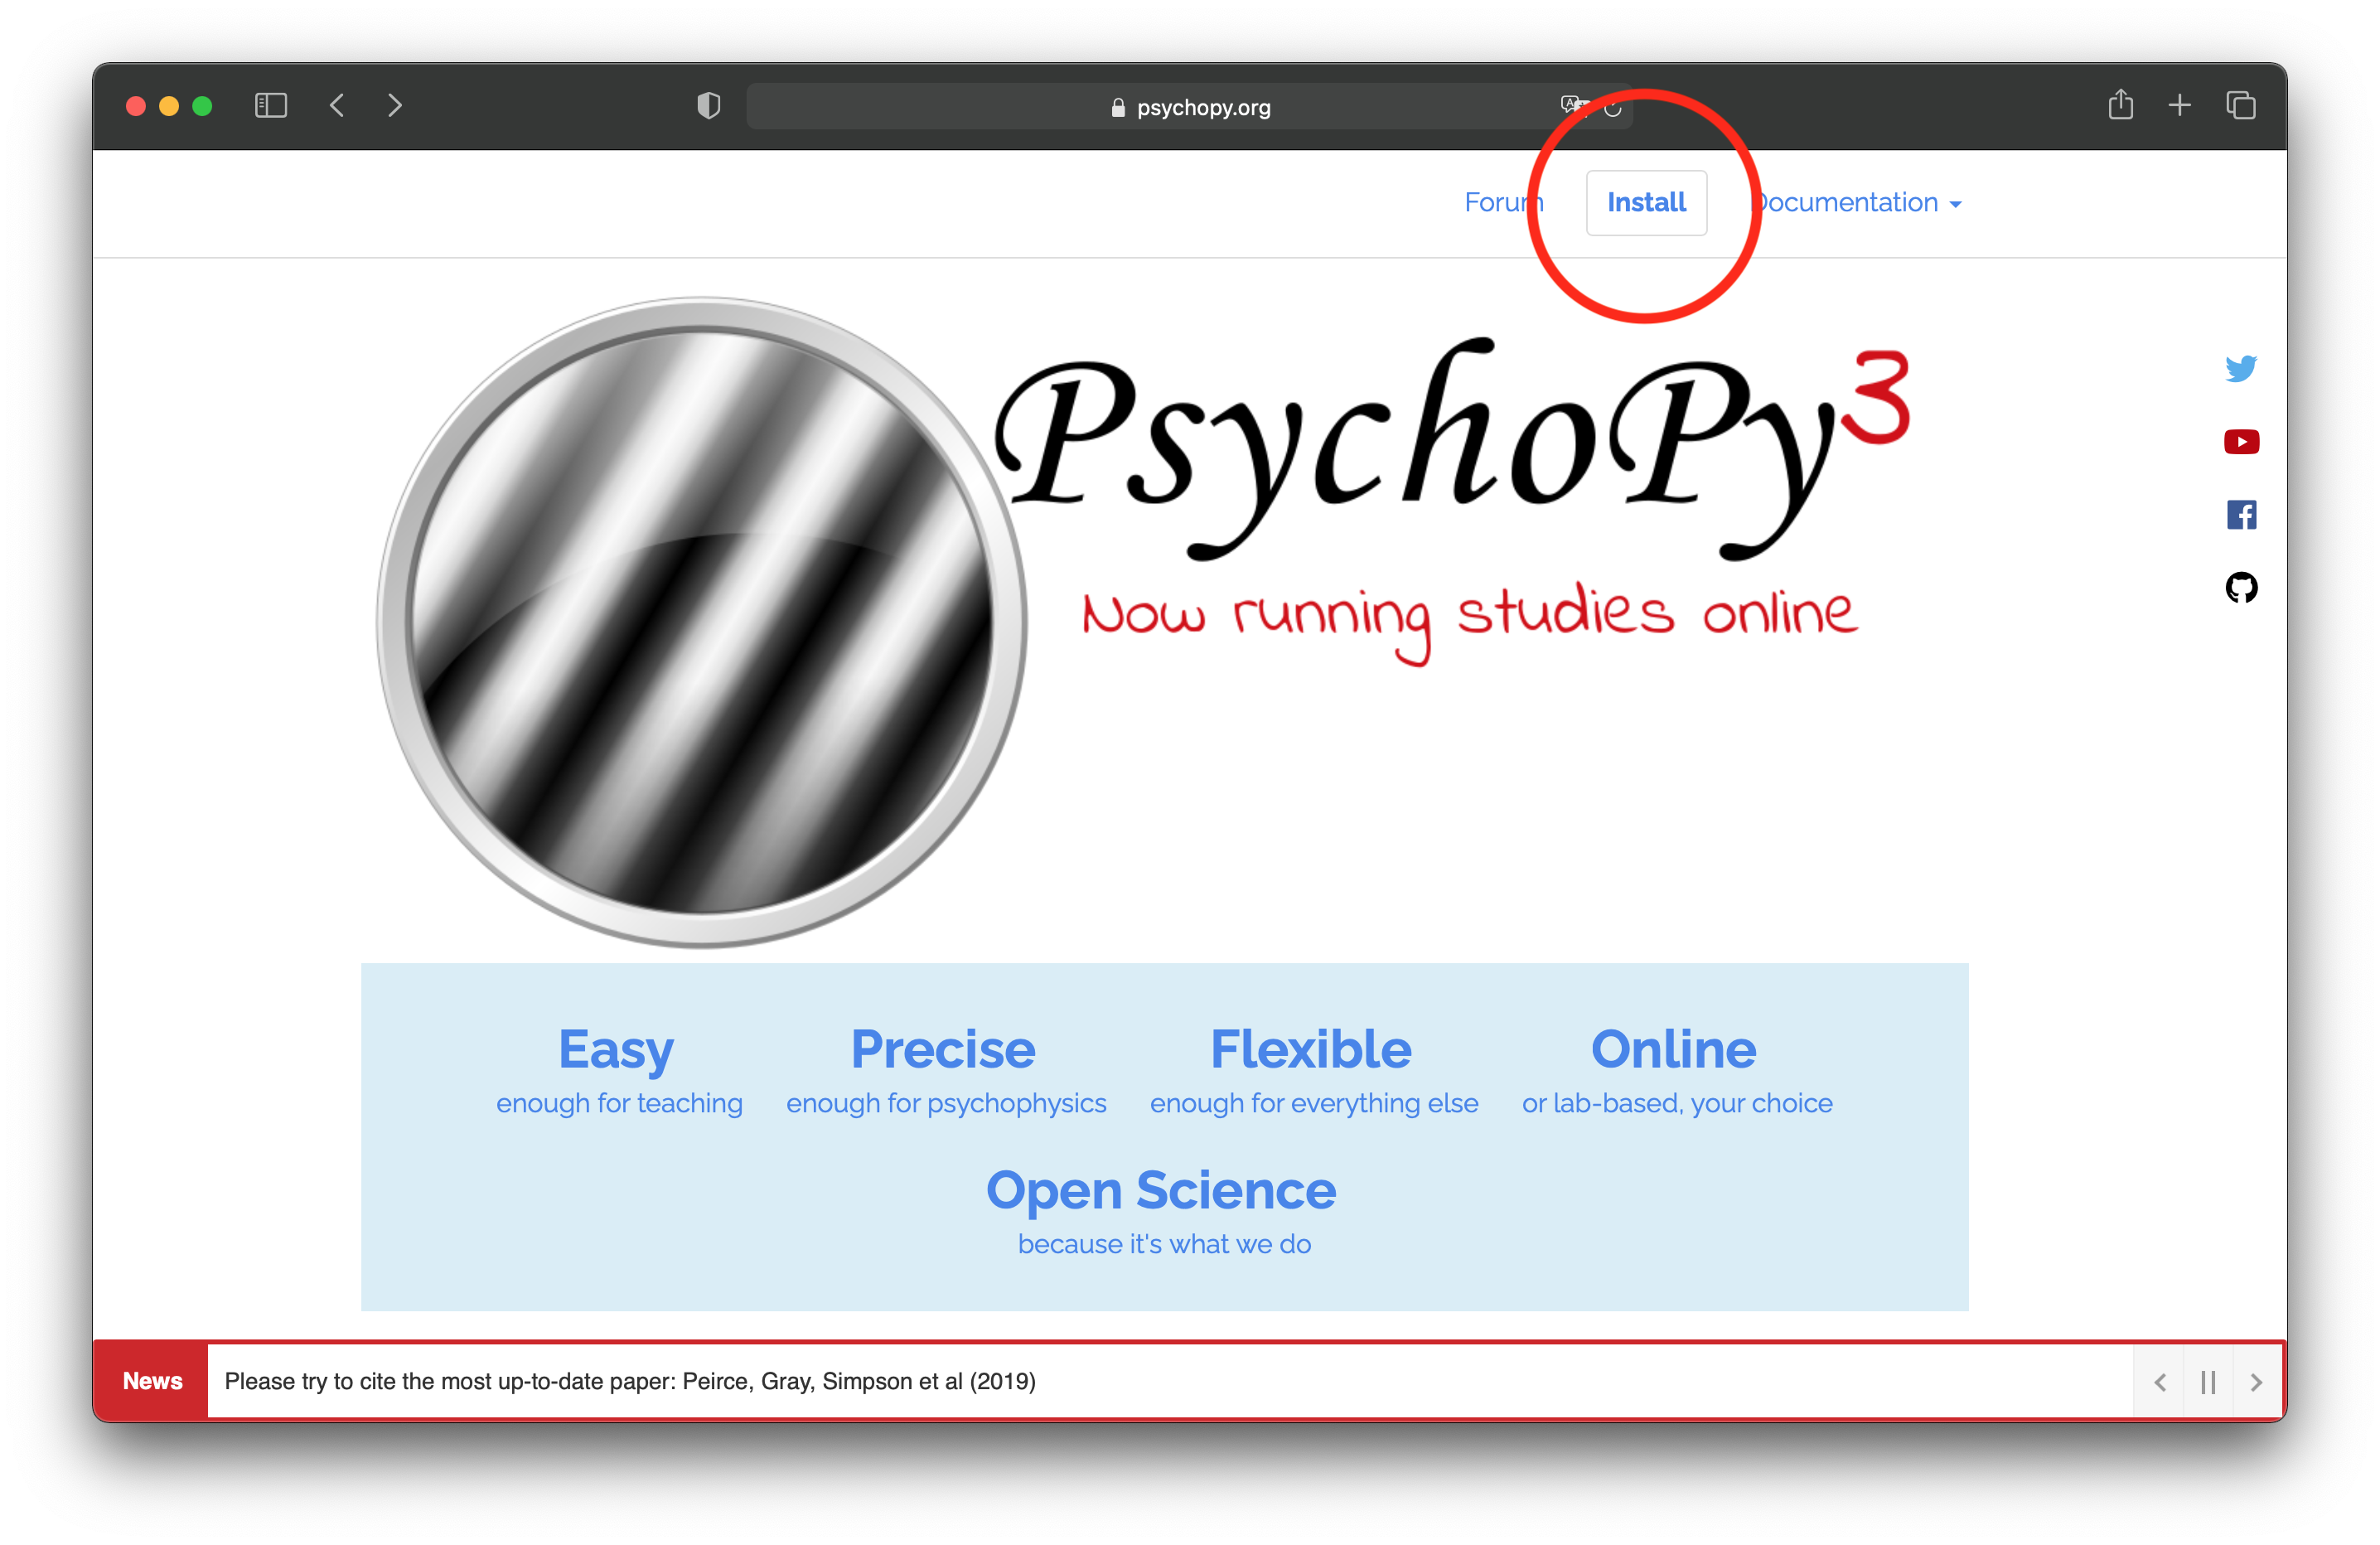 psychopy.org
Forum Install Documentation
PsychoPy3
Now running studies online
Easy Precise Flexible Online
enough for teaching enough for psychophysics enough for everything else or lab-based, your choice
Open Science
because it's what we do
News Please try to cite the most up-to-date paper: Peirce, Gray, Simpson et al (2019)